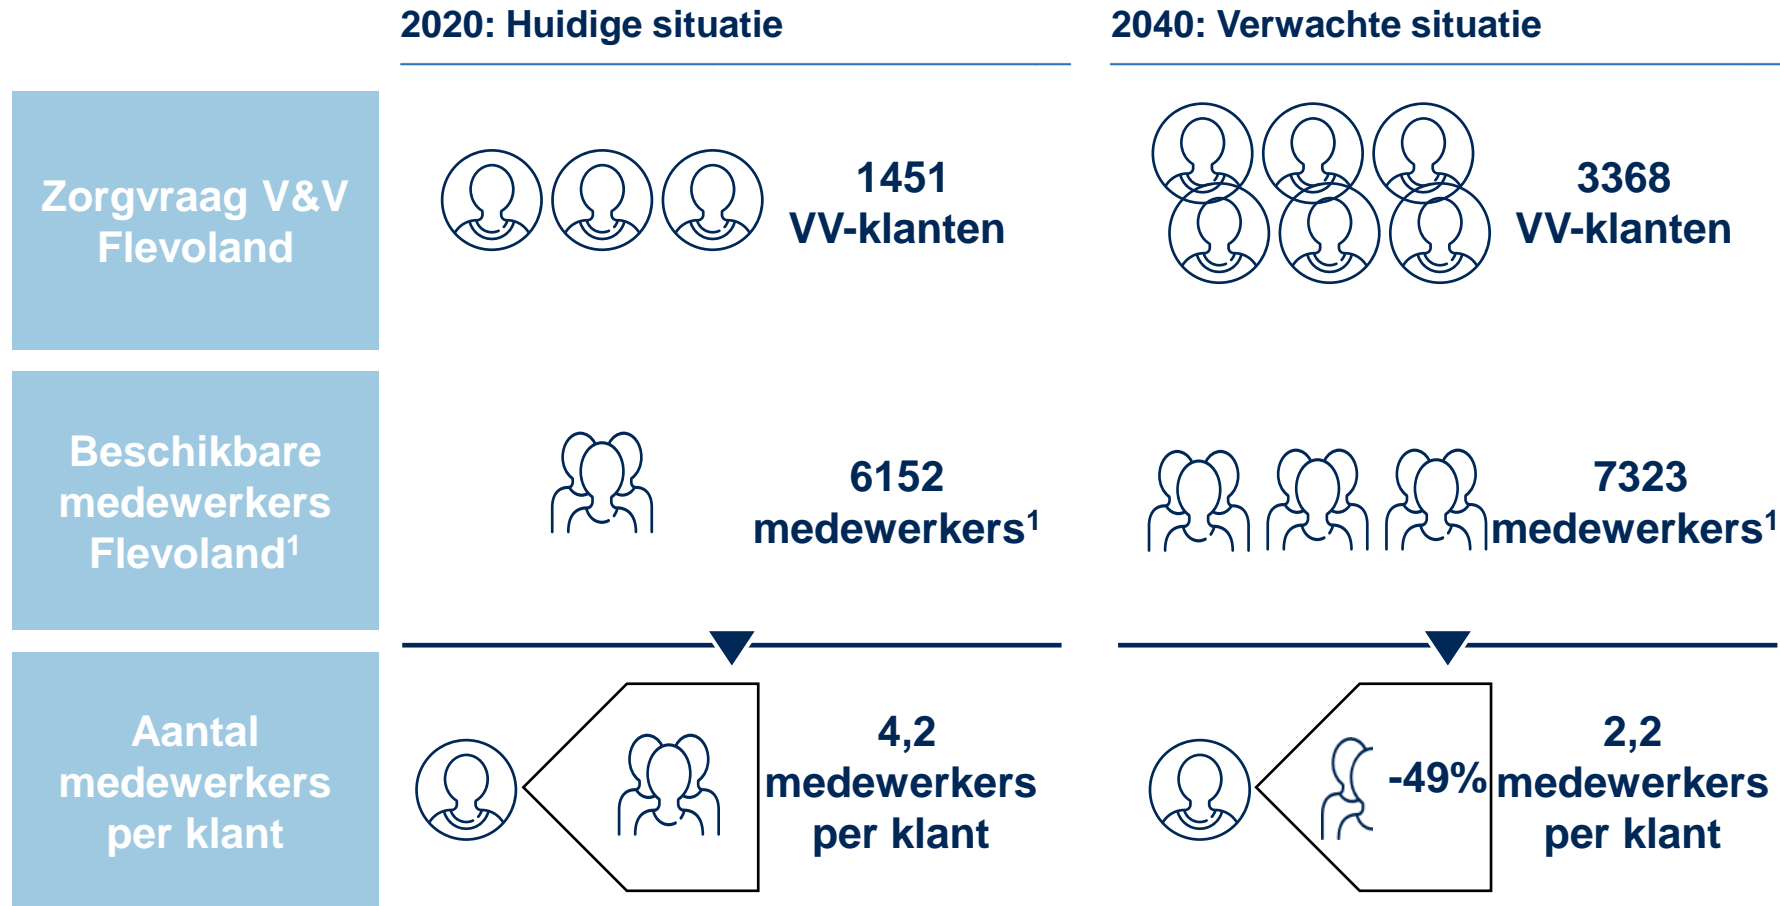 2020: Huidige situatie
2040: Verwachte situatie
Zorgvraag V&V
Flevoland
1451
VV-klanten
3368
VV-klanten
Beschikbare
medewerkers
Flevoland¹
6152
medewerkers¹
7323
medewerkers¹
Aantal
medewerkers
per klant
4,2
medewerkers
per klant
-49%
2,2
medewerkers
per klant